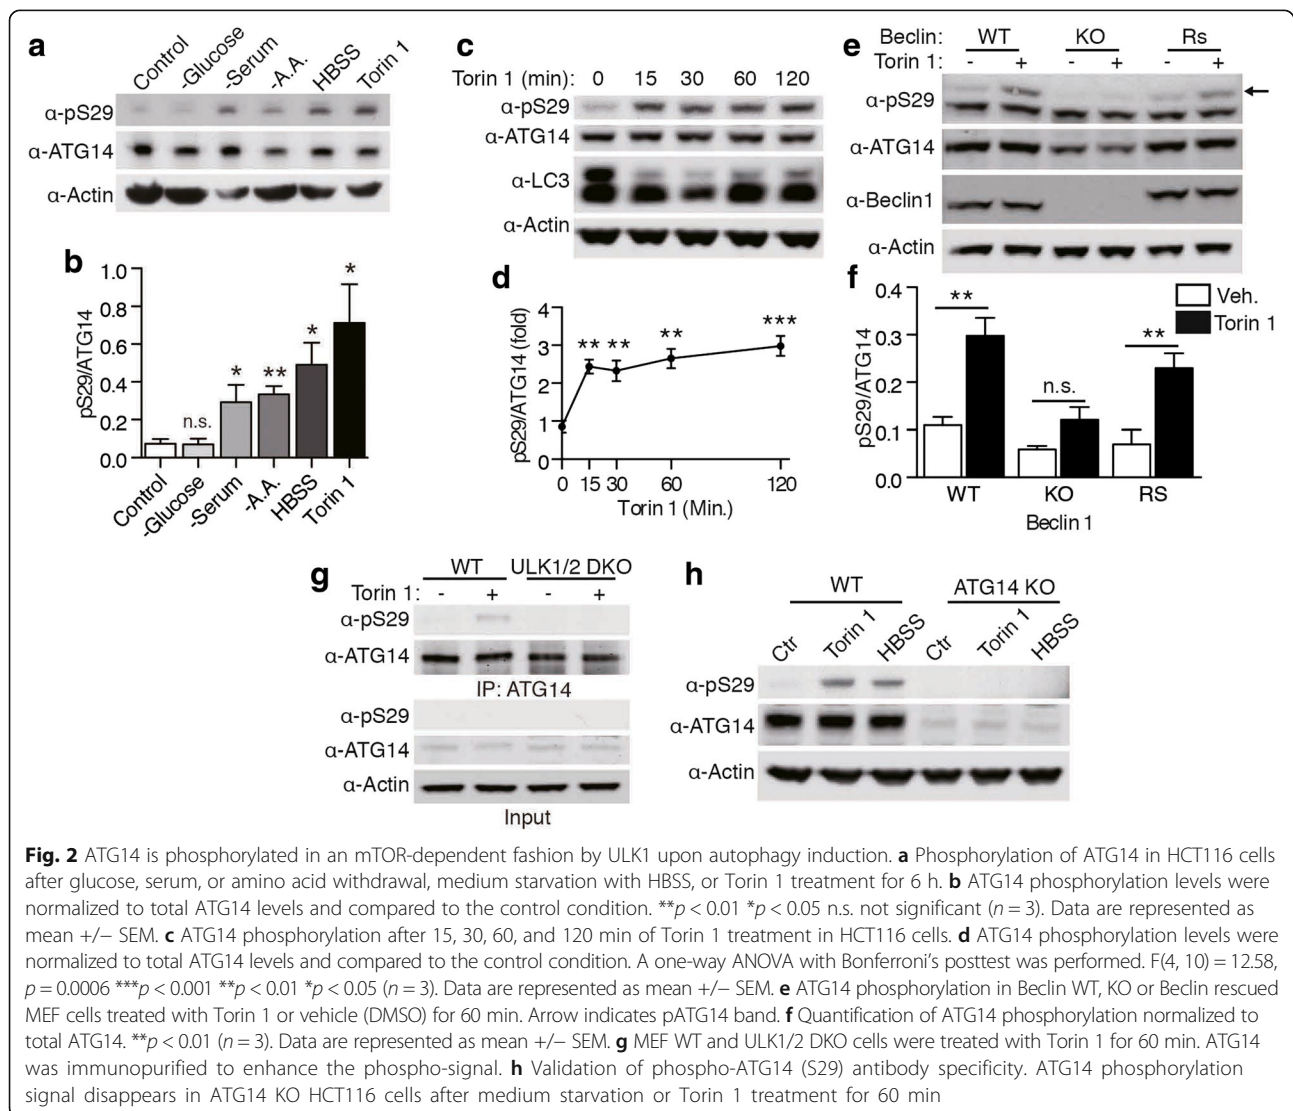 a
Control
-Glucose
-Serum
-A.A.
HBSS
Torin 1
α-pS29
α-ATG14
α-Actin
b
pS29/ATG14
1.0
0.8
0.6
0.4
0.2
0.0
n.s.
*
**
*
*
Control
-Glucose
-Serum
-A.A.
HBSS
Torin 1
c
Torin 1 (min): 0 15 30 60 120
α-pS29
α-ATG14
α-LC3
α-Actin
d
pS29/ATG14 (fold)
4
3
2
1
0
** ** ** ***
0 15 30 60 120
Torin 1 (Min.)
e
Beclin: WT KO Rs
Torin 1: - + - + - +
α-pS29
α-ATG14
α-Beclin1
α-Actin
f
pS29/ATG14
0.4
0.3
0.2
0.1
0.0
Veh.
Torin 1
** n.s. **
WT KO RS
Beclin 1
g
WT ULK1/2 DKO
Torin 1: - + - +
α-pS29
α-ATG14
IP: ATG14
α-pS29
α-ATG14
α-Actin
Input
h
WT ATG14 KO
Ctr Torin 1 HBSS Ctr Torin 1 HBSS
α-pS29
α-ATG14
α-Actin
Fig. 2 ATG14 is phosphorylated in an mTOR-dependent fashion by ULK1 upon autophagy induction. a Phosphorylation of ATG14 in HCT116 cells
after glucose, serum, or amino acid withdrawal, medium starvation with HBSS, or Torin 1 treatment for 6 h. b ATG14 phosphorylation levels were
normalized to total ATG14 levels and compared to the control condition. **p < 0.01 *p < 0.05 n.s. not significant (n = 3). Data are represented as
mean +/− SEM. c ATG14 phosphorylation after 15, 30, 60, and 120 min of Torin 1 treatment in HCT116 cells. d ATG14 phosphorylation levels were
normalized to total ATG14 levels and compared to the control condition. A one-way ANOVA with Bonferroni's posttest was performed. F(4, 10) = 12.58,
p = 0.0006 ***p < 0.001 **p < 0.01 *p < 0.05 (n = 3). Data are represented as mean +/− SEM. e ATG14 phosphorylation in Beclin WT, KO or Beclin rescued
MEF cells treated with Torin 1 or vehicle (DMSO) for 60 min. Arrow indicates pATG14 band. f Quantification of ATG14 phosphorylation normalized to
total ATG14. **p < 0.01 (n = 3). Data are represented as mean +/− SEM. g MEF WT and ULK1/2 DKO cells were treated with Torin 1 for 60 min. ATG14
was immunopurified to enhance the phospho-signal. h Validation of phospho-ATG14 (S29) antibody specificity. ATG14 phosphorylation
signal disappears in ATG14 KO HCT116 cells after medium starvation or Torin 1 treatment for 60 min